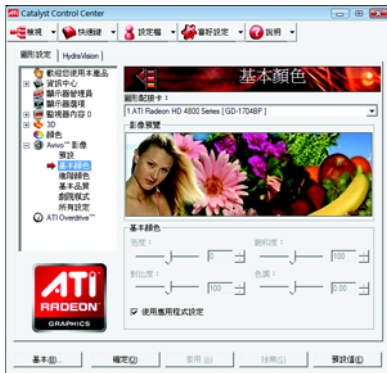 Catalyst Control Center
檢視 快速鍵 設定檔 喜好設定 說明
圖形設定 HydraVision
歡迎您使用本產品
資訊中心
顯示器管理員
顯示器選項
監視器內容 0
3D
顏色
Avivo™ 影像
預設
基本顏色
進階顏色
基本品質
劇院模式
所有設定
ATI Overdrive™
基本顏色
圖形配接卡：
1.ATI Radeon HD 4800 Series [ GD-1704BP ]
影像預覽
基本顏色
亮度： 0
飽和度： 100
對比度： 100
色調： 0.00
使用應用程式設定
ATI
RADEON
GRAPHICS
基本(B)... 確定(O) 套用 (A) 捨棄(I) 預設值(D)